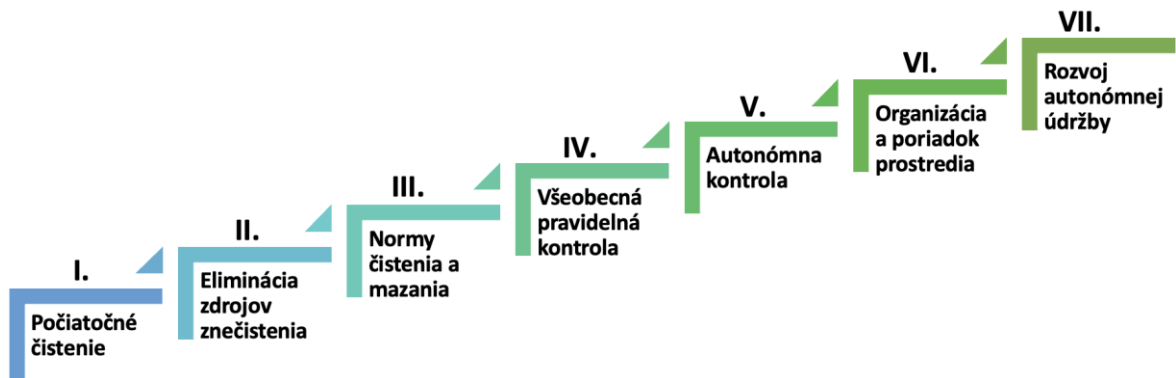 I.
Počiatočné
čistenie
II.
Eliminácia
zdrojov
znečistenia
III.
Normy
čistenia a
mazania
IV.
Všeobecná
pravidelná
kontrola
V.
Autonómna
kontrola
VI.
Organizácia
a poriadok
prostredia
VII.
Rozvoj
autonómnej
údržby